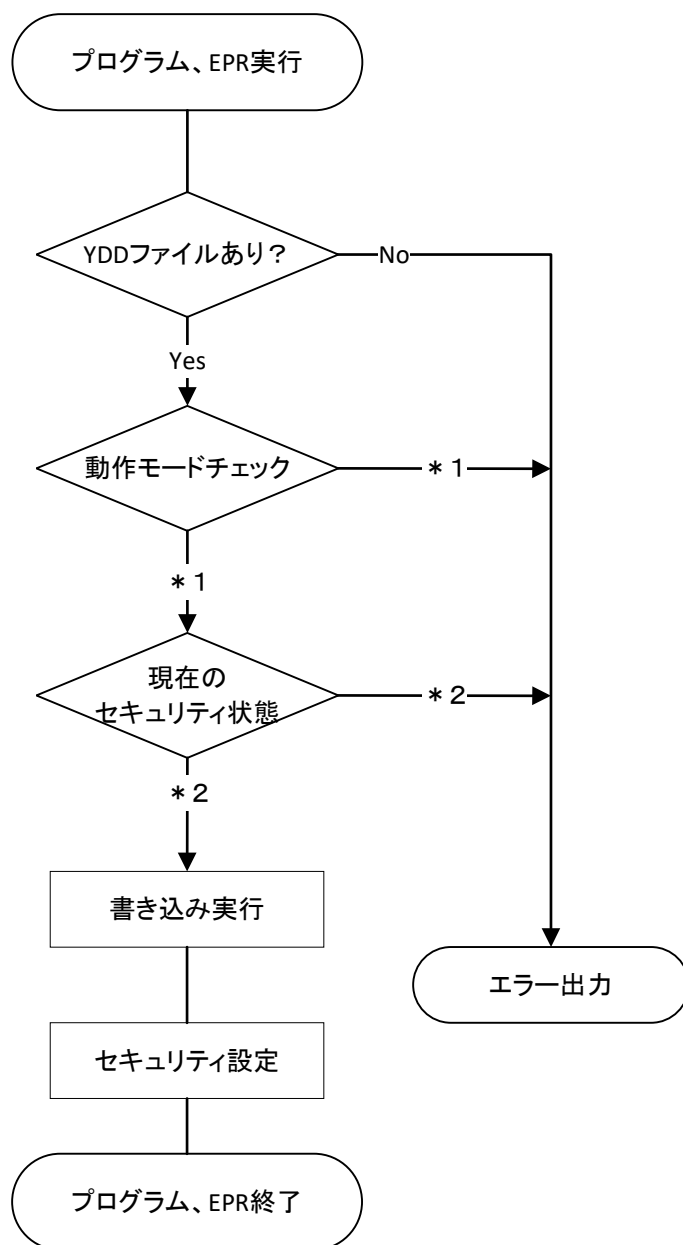 プログラム、EPR実行
YDDファイルあり？
No
Yes
動作モードチェック
＊１
＊１
現在の
セキュリティ状態
＊２
＊２
書き込み実行
エラー出力
セキュリティ設定
プログラム、EPR終了